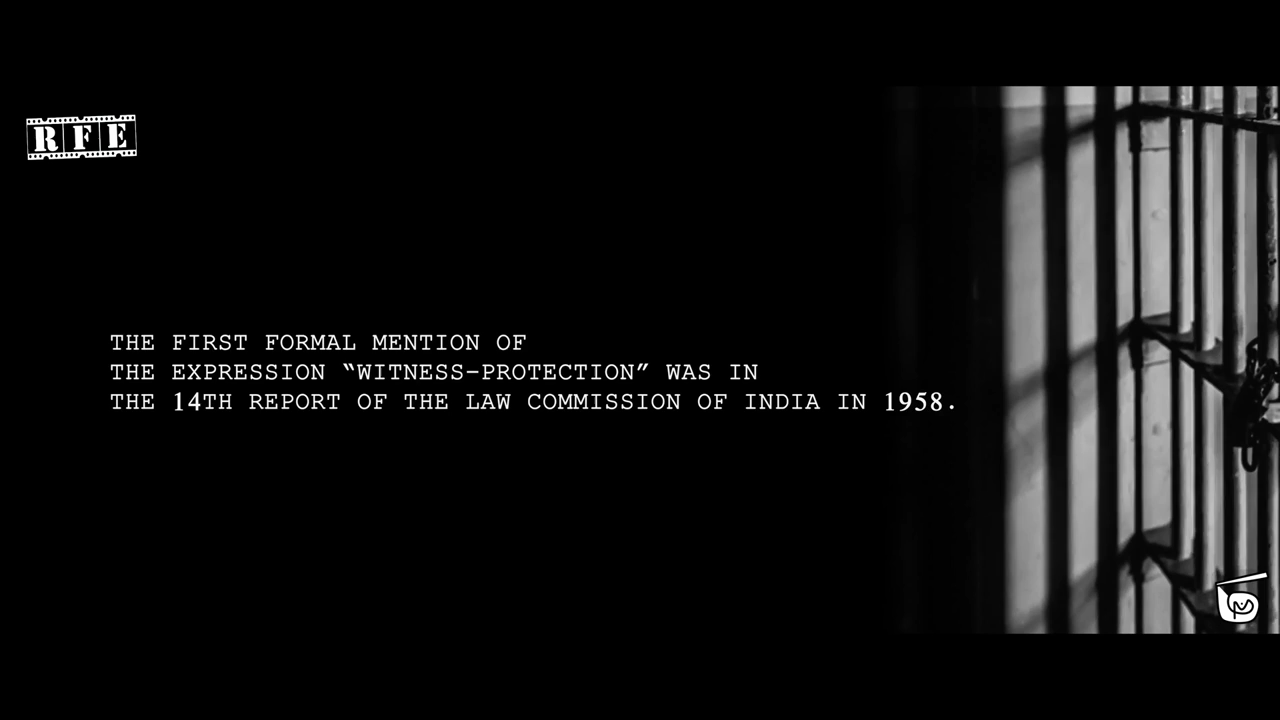 RFE
THE FIRST FORMAL MENTION OF
THE EXPRESSION “WITNESS-PROTECTION” WAS IN
THE 14TH REPORT OF THE LAW COMMISSION OF INDIA IN 1958.